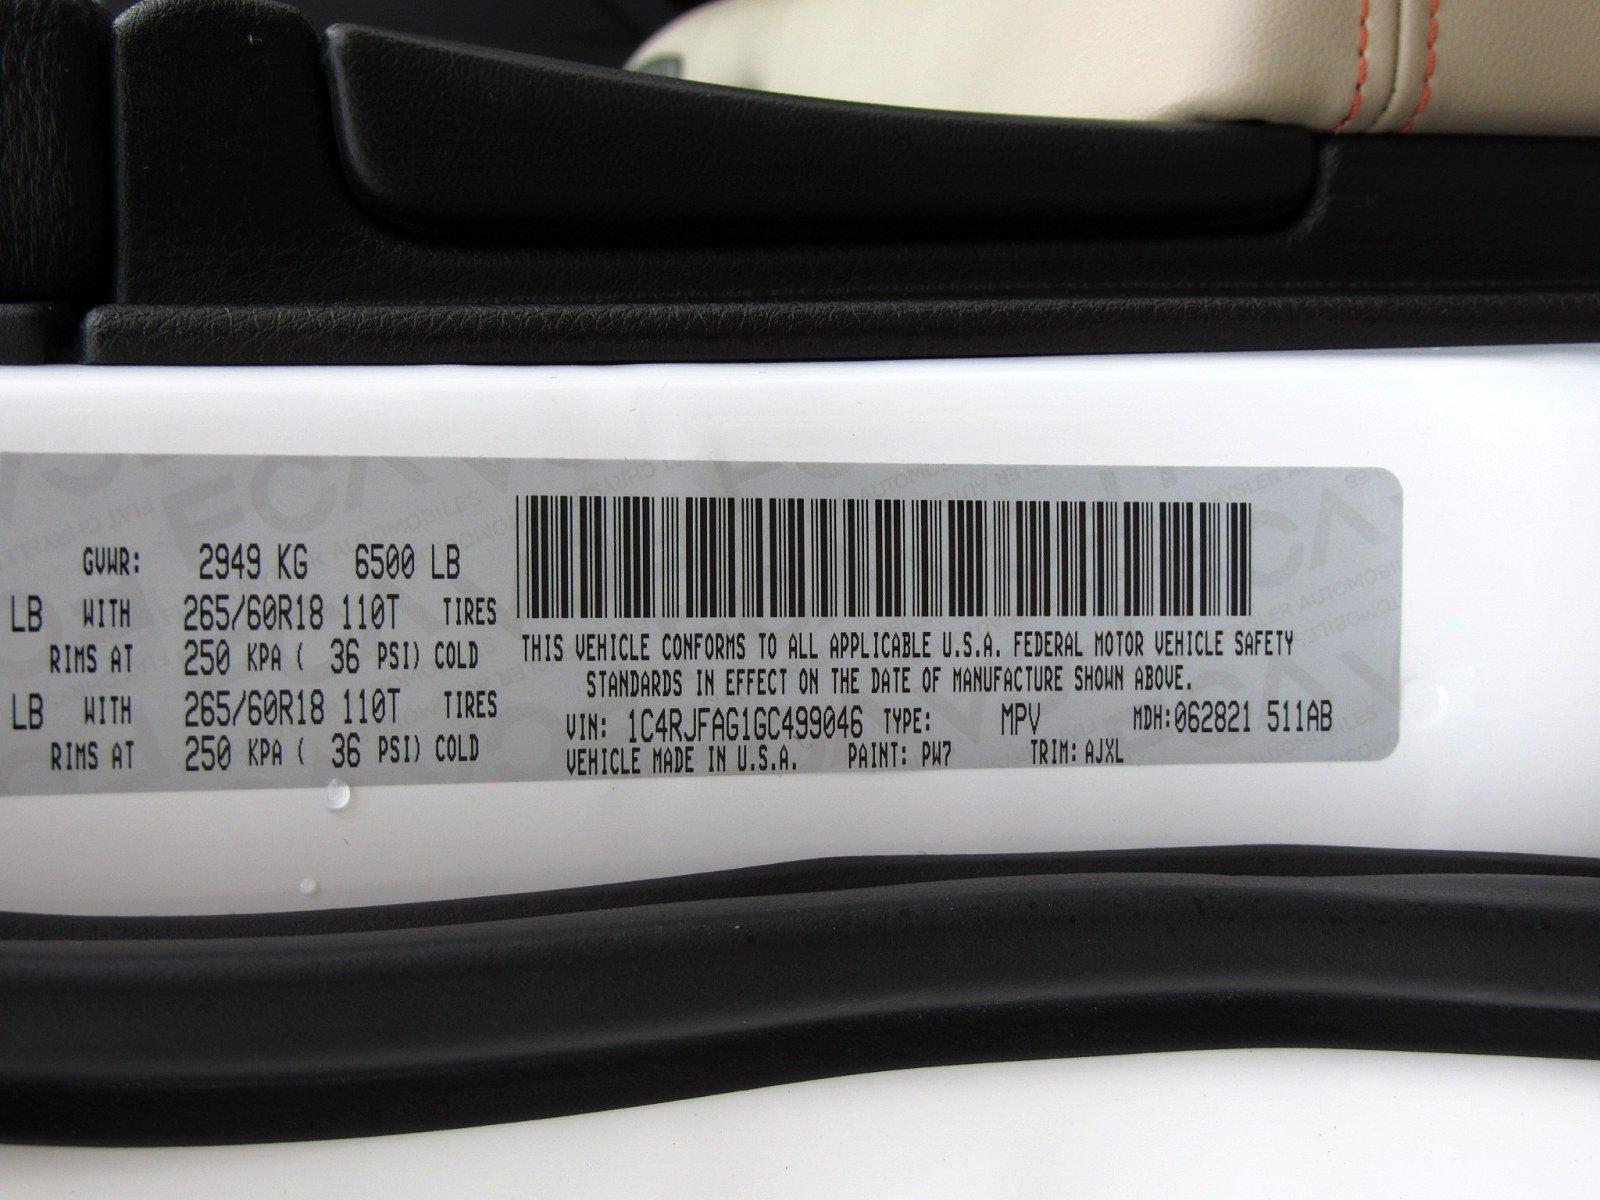 GVWR: 2949 KG 6500 LB
LB WITH 265/60R18 110T TIRES
RIMS AT 250 KPA ( 36 PSI) COLD
LB WITH 265/60R18 110T TIRES
RIMS AT 250 KPA ( 36 PSI) COLD
THIS VEHICLE CONFORMS TO ALL APPLICABLE U.S.A. FEDERAL MOTOR VEHICLE SAFETY
STANDARDS IN EFFECT ON THE DATE OF MANUFACTURE SHOWN ABOVE.
VIN: 1C4RJFAG1GC499046 TYPE: MPV MDH:062821 511AB
VEHICLE MADE IN U.S.A. PAINT: PW7 TRIM: AJXL